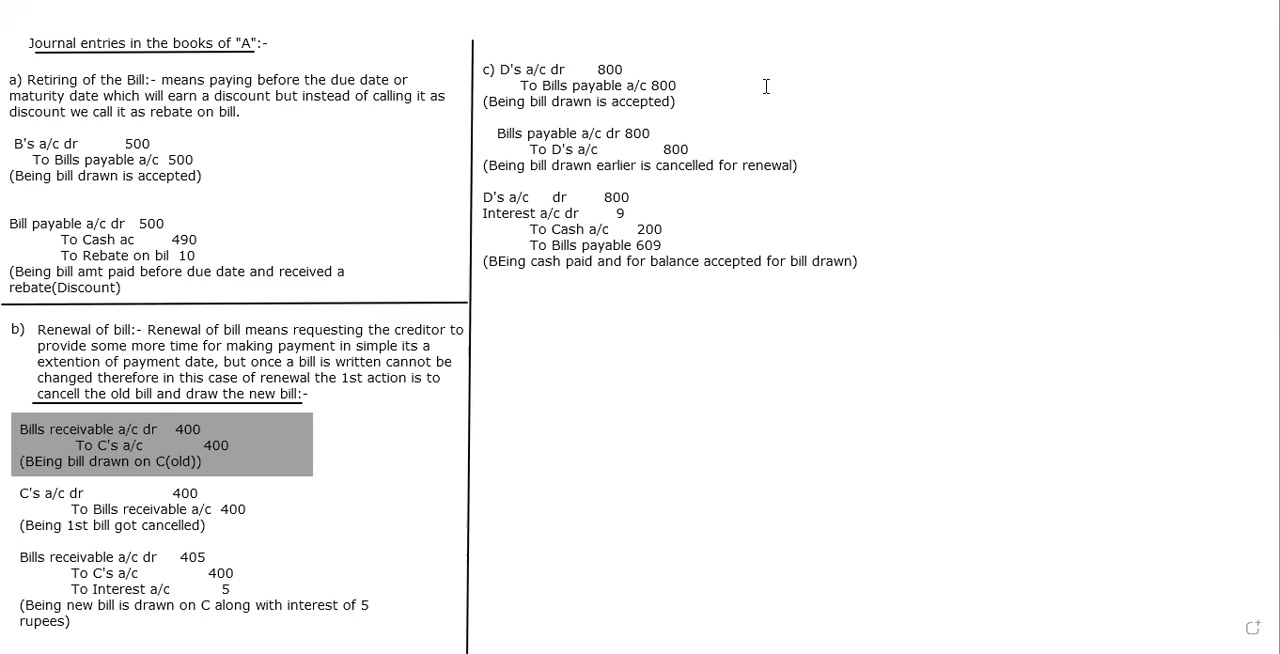 Journal entries in the books of "A":-
a) Retiring of the Bill:- means paying before the due date or
maturity date which will earn a discount but instead of calling it as
discount we call it as rebate on bill.
B's a/c dr 500
To Bills payable a/c 500
(Being bill drawn is accepted)
Bill payable a/c dr 500
To Cash ac 490
To Rebate on bil 10
(Being bill amt paid before due date and received a
rebate(Discount)
b) Renewal of bill:- Renewal of bill means requesting the creditor to
provide some more time for making payment in simple its a
extention of payment date, but once a bill is written cannot be
changed therefore in this case of renewal the 1st action is to
cancell the old bill and draw the new bill:-
Bills receivable a/c dr 400
To C's a/c 400
(BEing bill drawn on C(old))
C's a/c dr 400
To Bills receivable a/c 400
(Being 1st bill got cancelled)
Bills receivable a/c dr 405
To C's a/c 400
To Interest a/c 5
(Being new bill is drawn on C along with interest of 5
rupees)
c) D's a/c dr 800
To Bills payable a/c 800
(Being bill drawn is accepted)
Bills payable a/c dr 800
To D's a/c 800
(Being bill drawn earlier is cancelled for renewal)
D's a/c dr 800
Interest a/c dr 9
To Cash a/c 200
To Bills payable 609
(BEing cash paid and for balance accepted for bill drawn)